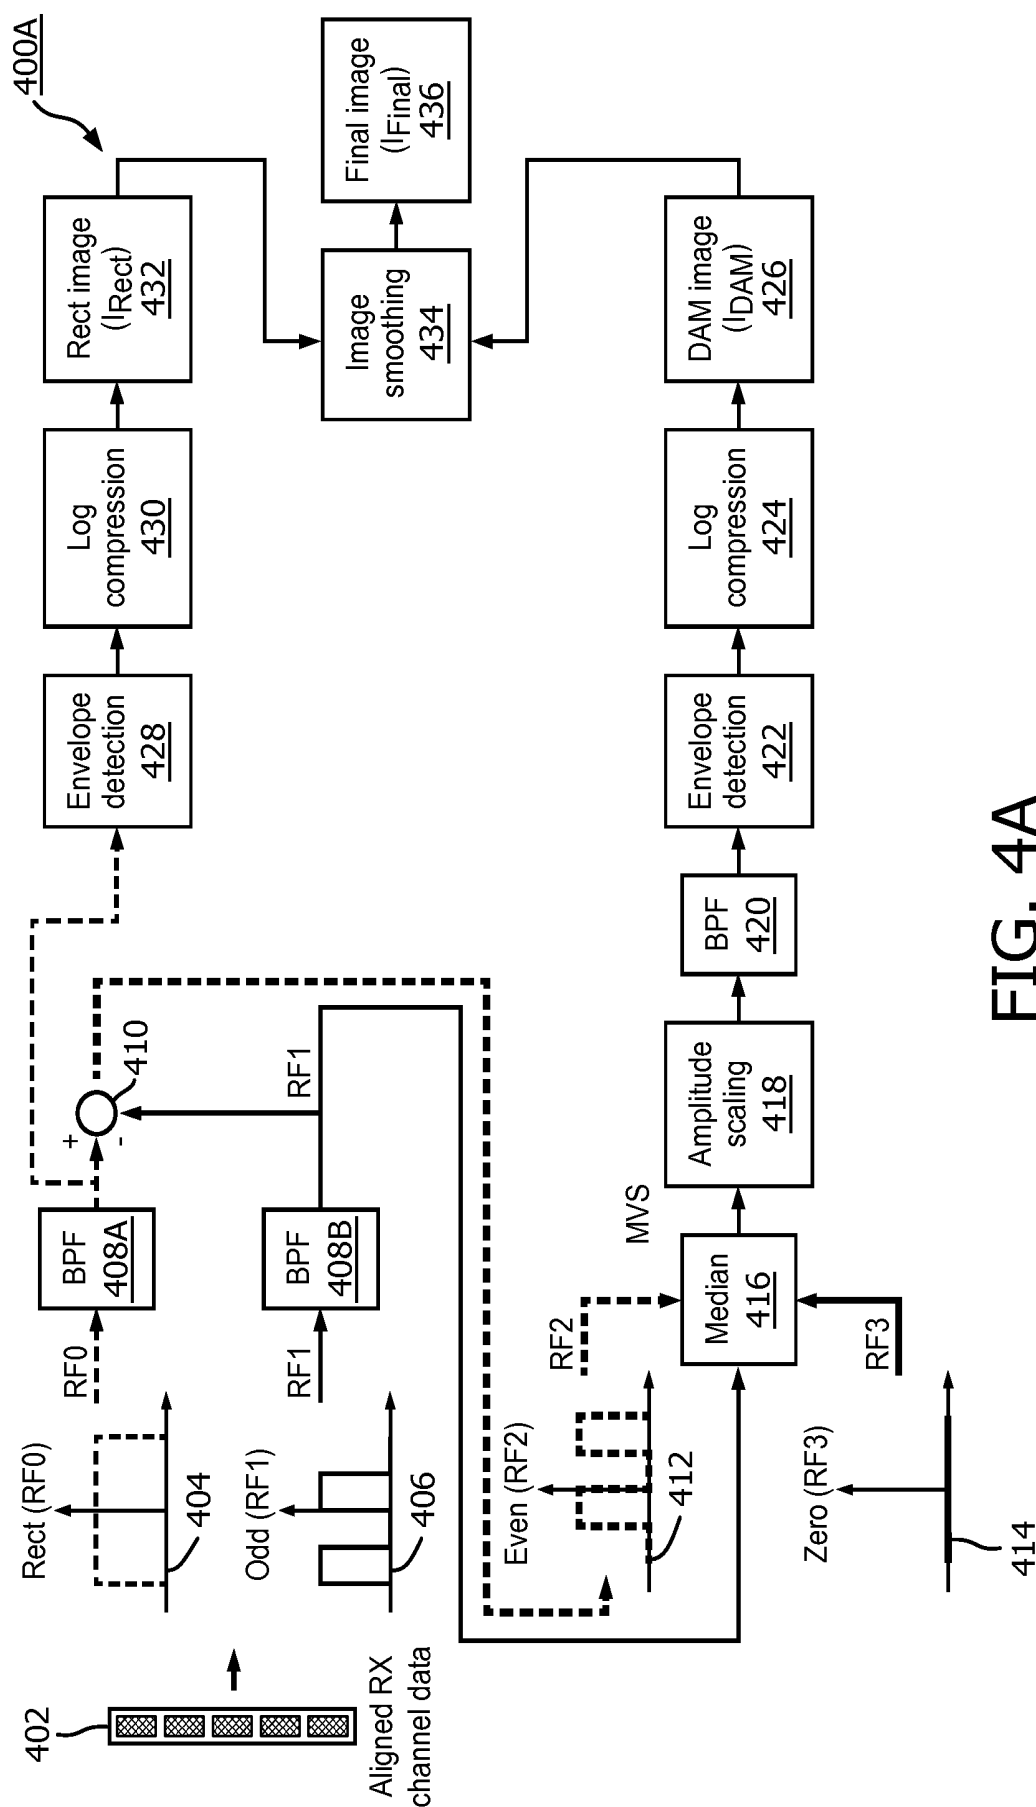 400A
402
Aligned RX
channel data
Rect (RF0)
404
Odd (RF1)
406
RF0
BPF
408A
RF1
BPF
408B
+
-
410
RF1
Envelope
detection
428
Log
compression
430
Rect image
(IRect)
432
Image
smoothing
434
Final image
(IFinal)
436
Even (RF2)
412
RF2
Zero (RF3)
414
RF3
Median
416
MVS
Amplitude
scaling
418
BPF
420
Envelope
detection
422
Log
compression
424
DAM image
(IDAM)
426
FIG. 4A